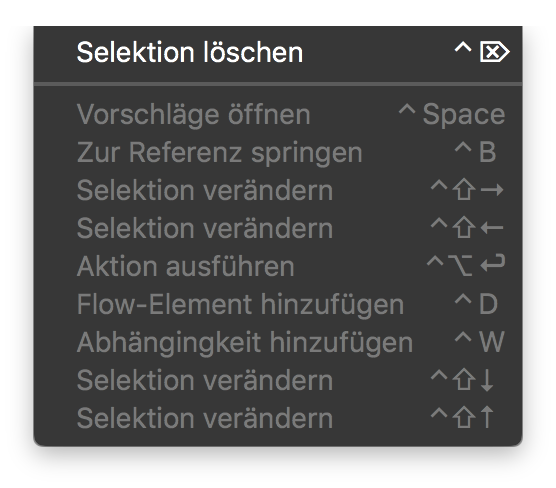 Selektion löschen ^⌦
Vorschläge öffnen ^ Space
Zur Referenz springen ^ B
Selektion verändern ^⇧→
Selektion verändern ^⇧←
Aktion ausführen ^⌥↩
Flow-Element hinzufügen ^ D
Abhängingkeit hinzufügen ^ W
Selektion verändern ^⇧↓
Selektion verändern ^⇧↑